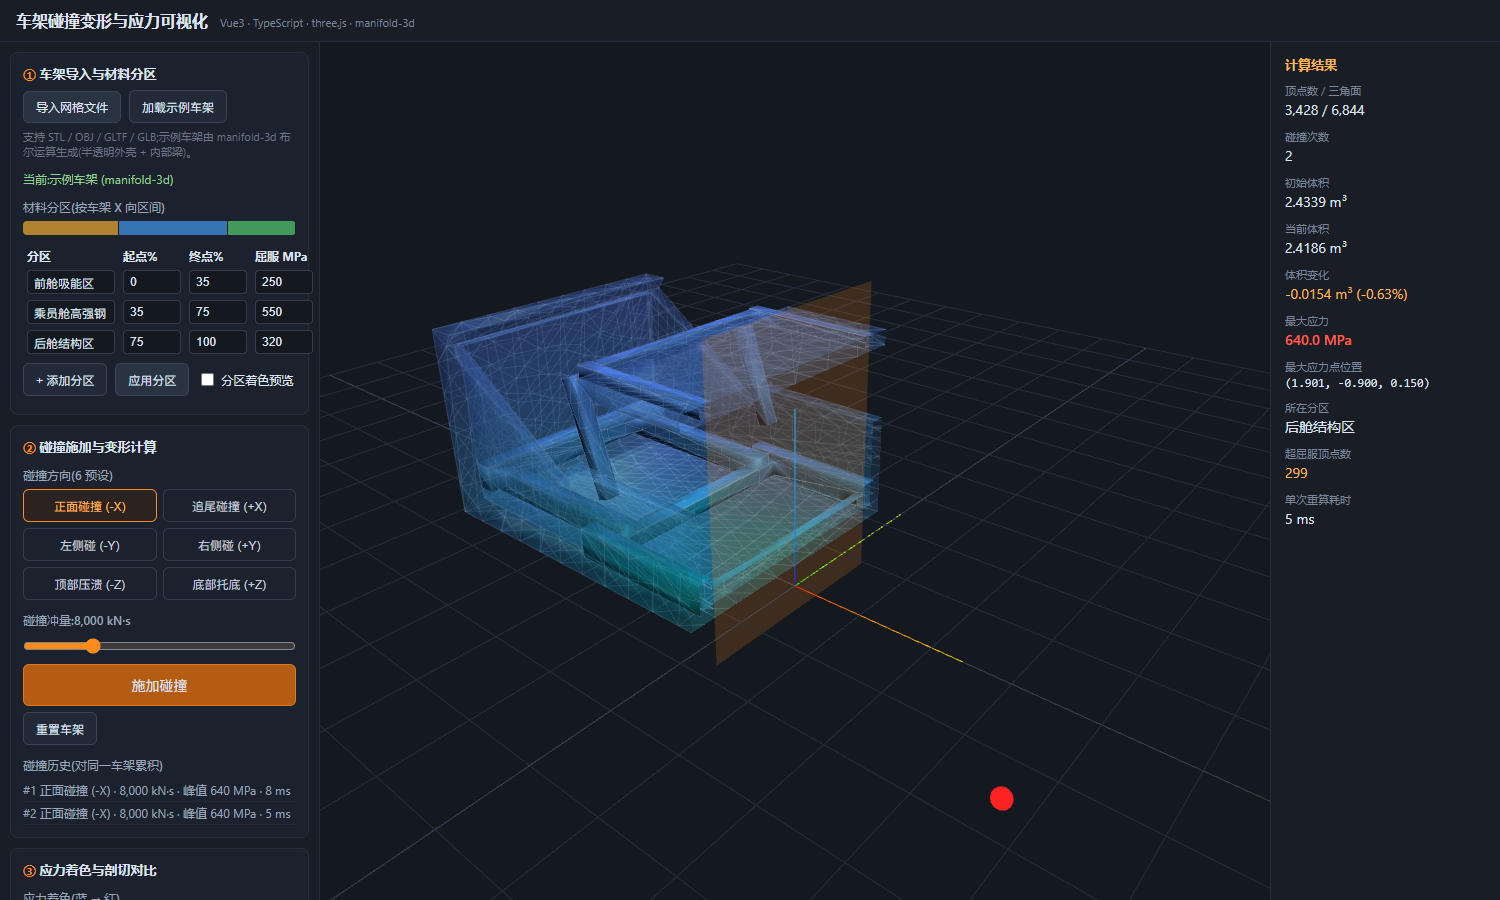 车架碰撞变形与应力可视化 Vue3 · TypeScript · three.js · manifold-3d
① 车架导入与材料分区
导入网格文件 加载示例车架
支持 STL / OBJ / GLTF / GLB;示例车架由 manifold-3d 布
尔运算生成(半透明外壳 + 内部梁)。
当前:示例车架 (manifold-3d)
材料分区(按车架 X 向区间)
分区 起点% 终点% 屈服 MPa
前舱吸能区 0 35 250
乘员舱高强钢 35 75 550
后舱结构区 75 100 320
+ 添加分区 应用分区 分区着色预览
② 碰撞施加与变形计算
碰撞方向(6 预设)
正面碰撞 (-X) 追尾碰撞 (+X)
左侧碰 (-Y) 右侧碰 (+Y)
顶部压溃 (-Z) 底部托底 (+Z)
碰撞冲量:8,000 kN·s
施加碰撞
重置车架
碰撞历史(对同一车架累积)
#1 正面碰撞 (-X) · 8,000 kN·s · 峰值 640 MPa · 8 ms
#2 正面碰撞 (-X) · 8,000 kN·s · 峰值 640 MPa · 5 ms
③ 应力着色与剖切对比
应力着色(蓝 → 红)
计算结果
顶点数 / 三角面
3,428 / 6,844
碰撞次数
2
初始体积
2.4339 m³
当前体积
2.4186 m³
体积变化
-0.0154 m³ (-0.63%)
最大应力
640.0 MPa
最大应力点位置
(1.901, -0.900, 0.150)
所在分区
后舱结构区
超屈服顶点数
299
单次重算耗时
5 ms